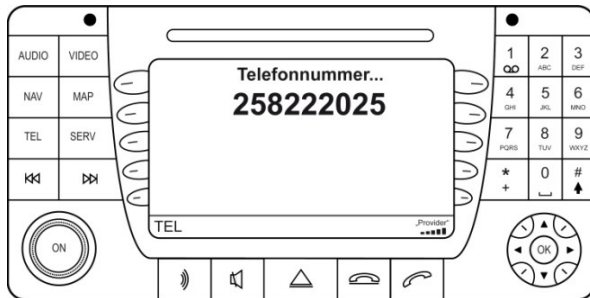 AUDIO VIDEO
NAV MAP
TEL SERV
ON
Telefonnummer...
258222025
TEL „Provider“
1 2 ABC 3 DEF
4 GHI 5 JKL 6 MNO
7 PQRS 8 TUV 9 WXYZ
* + 0 #
OK